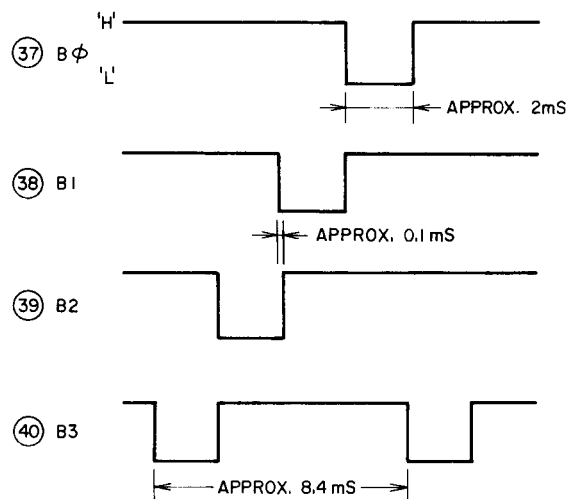 'H'
37 Bϕ
'L'
APPROX. 2mS
38 B1
APPROX. 0.1mS
39 B2
40 B3
APPROX. 8.4mS